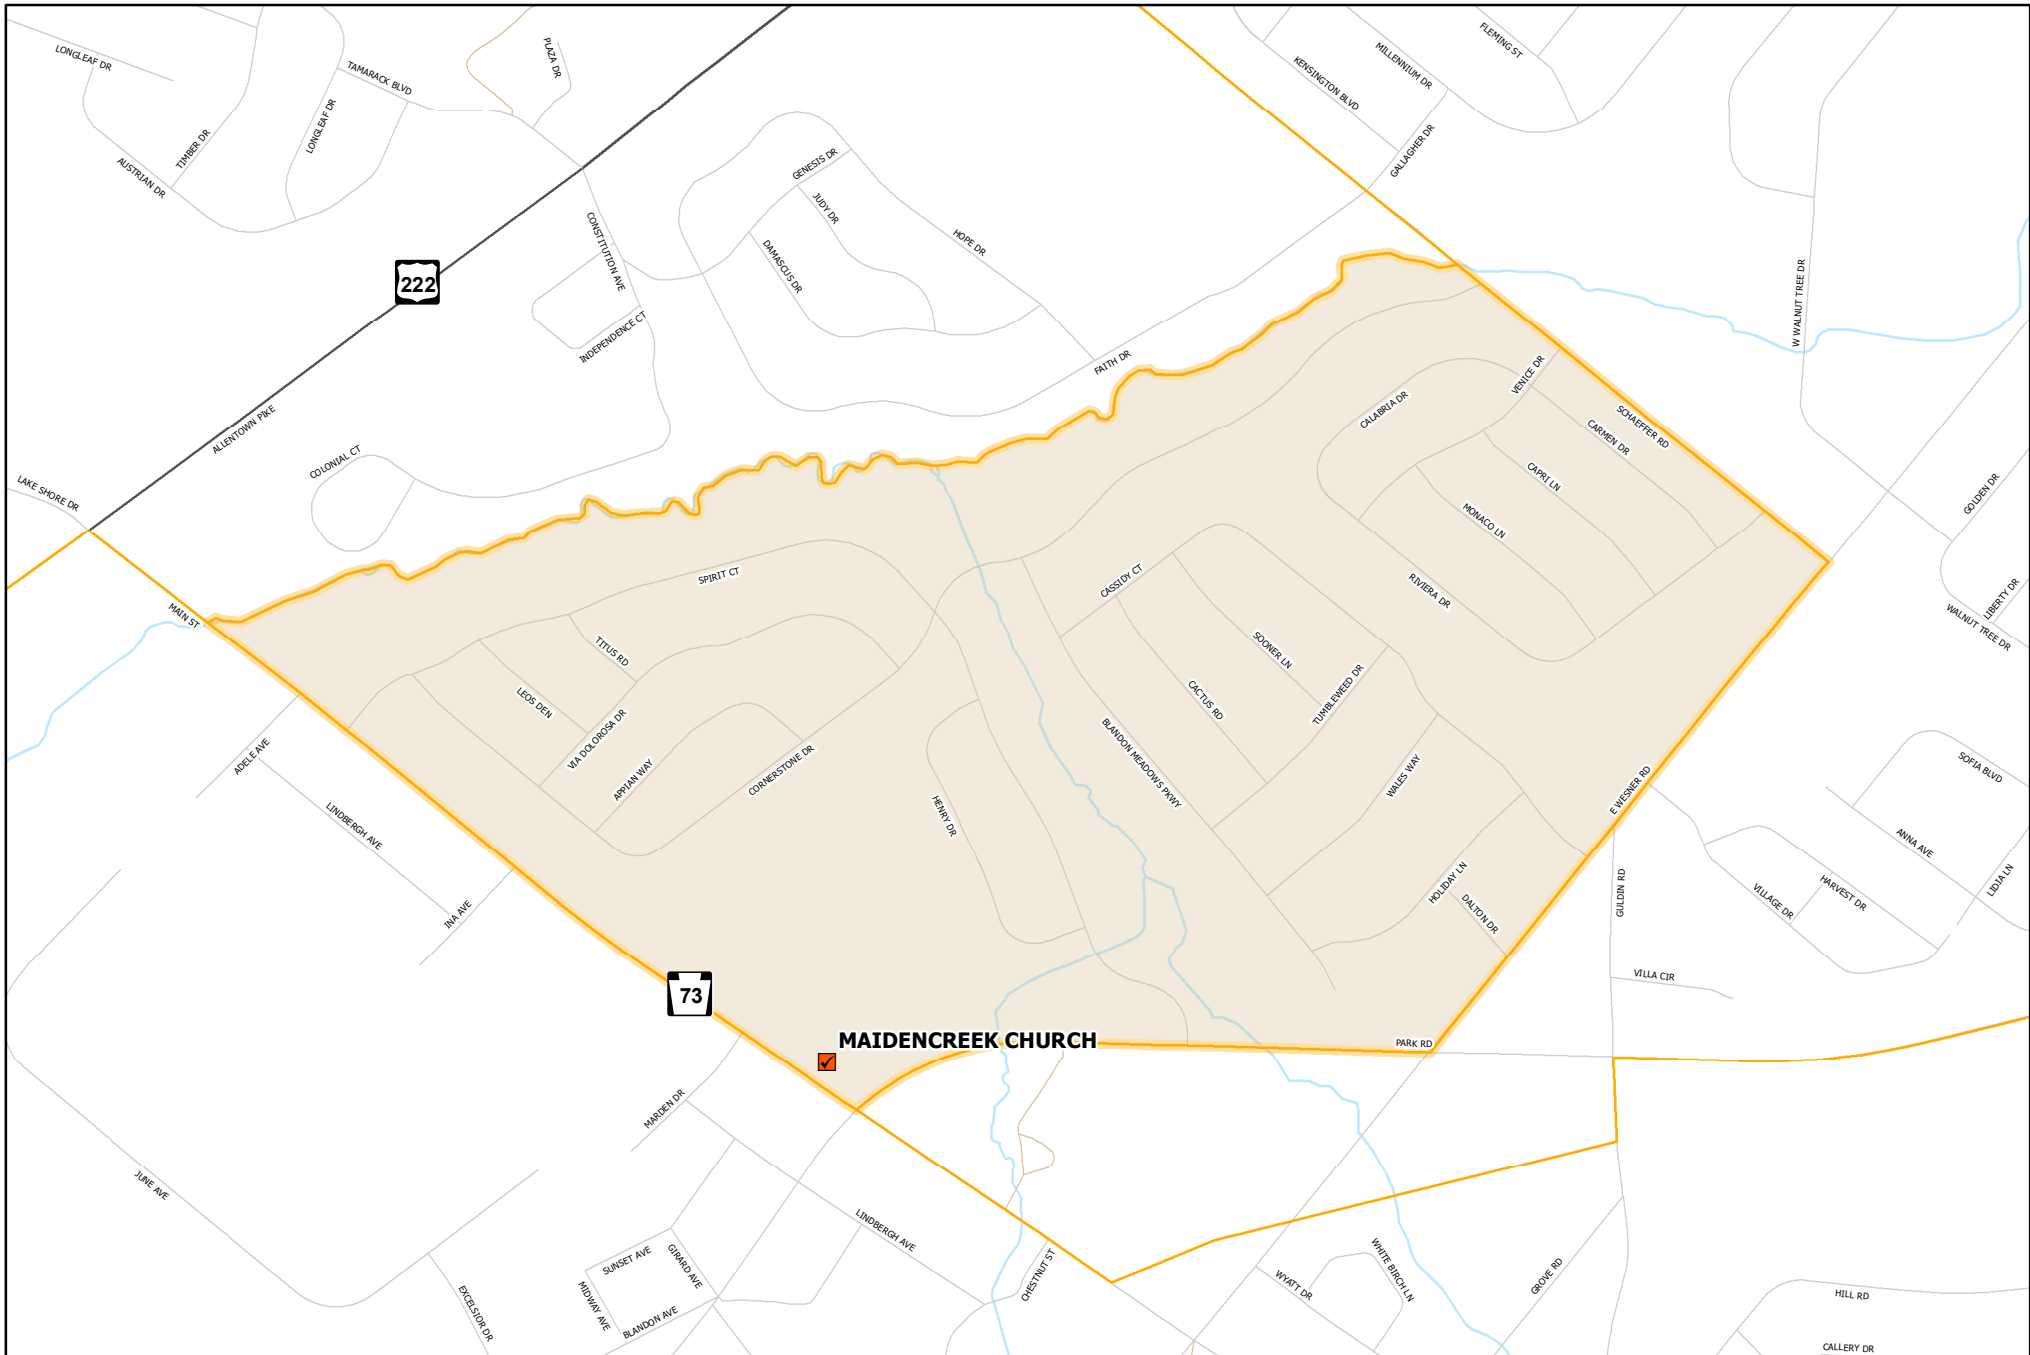 LONGLEAF DR
TAMARACK BLVD
PLAZA DR
LONGLEAF DR
TIMBER DR
AUSTRIAN DR
KENSINGTON BLVD
MILLENNIUM DR
FLEMING ST
GALLAGHER DR
GENESIS DR
JUDY DR
HOPE DR
DAMASCUS DR
CONSTITUTION AVE
INDEPENDENCE CT
222
W WALNUT TREE DR
FAITH DR
ALLENTOWN PIKE
COLONIAL CT
LAKE SHORE DR
MAIN ST
VENICE DR
CALABRIA DR
SCHAEFFER RD
CARMEN DR
CAPRI LN
MONACO LN
RIVIERA DR
GOLDEN DR
LIBERTY DR
WALNUT TREE DR
SPIRIT CT
CASSIDY CT
TITUS RD
LEOS DEN
VIA DOLOROSA DR
APPIAN WAY
CORNERSTONE DR
HENRY DR
SOONER LN
CACTUS RD
TUMBLEWEED DR
BLANDON MEADOWS PKWY
WALES WAY
HOLIDAY LN
DALTON DR
E WESNER RD
SOFIA BLVD
ANNA AVE
LIDIA LN
HARVEST DR
VILLAGE DR
GULDIN RD
VILLA CIR
ADELE AVE
LINDBERGH AVE
INA AVE
73
MAIDENCREEK CHURCH
PARK RD
MARDEN DR
JUNE AVE
LINDBERGH AVE
SUNSET AVE
GIRARD AVE
MIDWAY AVE
BLANDON AVE
EXCELSIOR DR
CHESTNUT ST
WYATT DR
WHITE BIRCH LN
GROVE RD
HILL RD
CALLERY DR